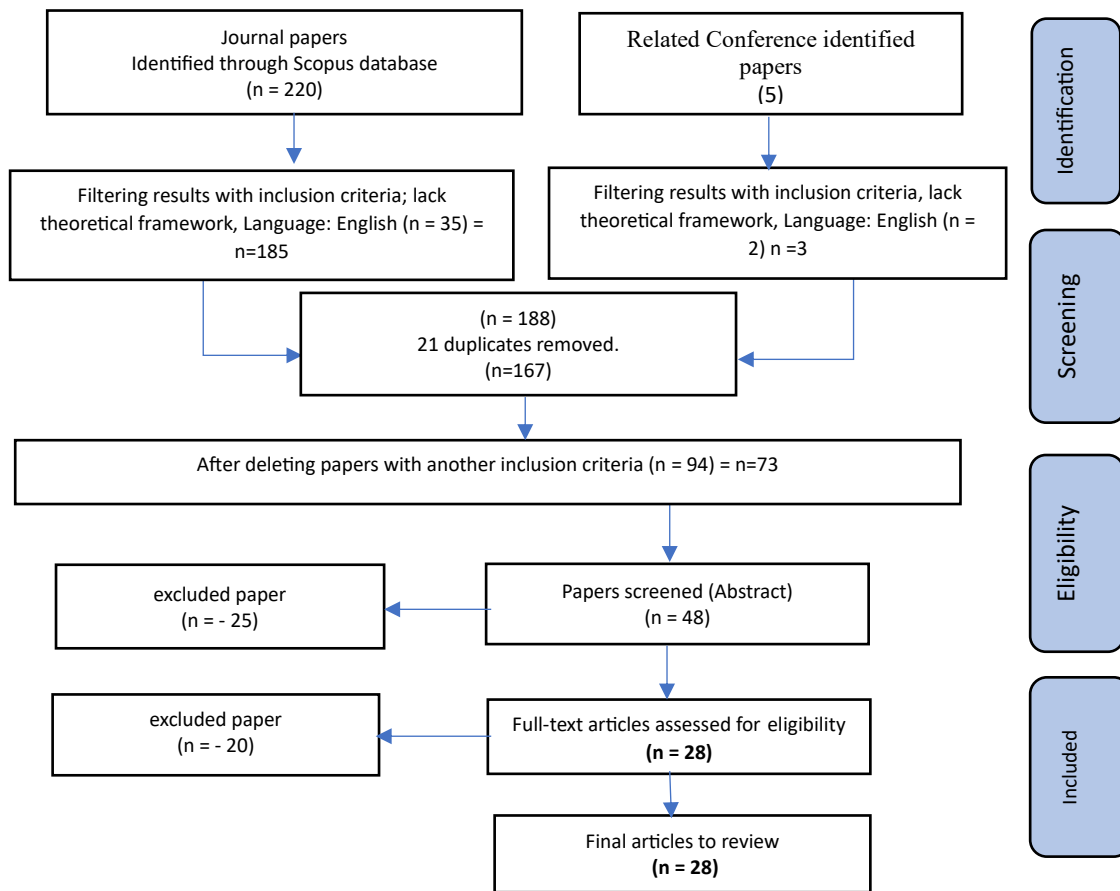 Journal papers
Identified through Scopus database
(n = 220)
Related Conference identified
papers
(5)
Identification
Filtering results with inclusion criteria; lack
theoretical framework, Language: English (n = 35) =
n=185
Filtering results with inclusion criteria, lack
theoretical framework, Language: English (n =
2) n =3
Screening
(n = 188)
21 duplicates removed.
(n=167)
After deleting papers with another inclusion criteria (n = 94) = n=73
Eligibility
excluded paper
(n = - 25)
Papers screened (Abstract)
(n = 48)
excluded paper
(n = - 20)
Full-text articles assessed for eligibility
(n = 28)
Included
Final articles to review
(n = 28)